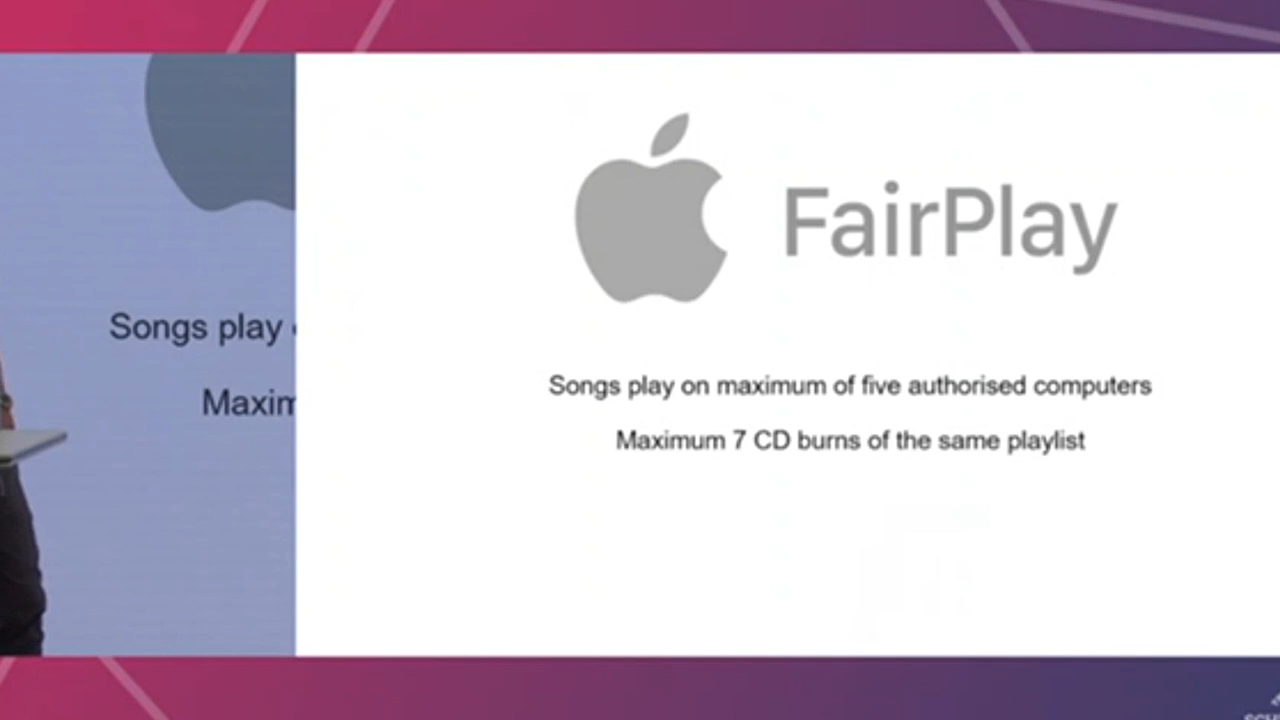 Songs play
FairPlay
Songs play on maximum of five authorised computers
Maximum 7 CD burns of the same playlist